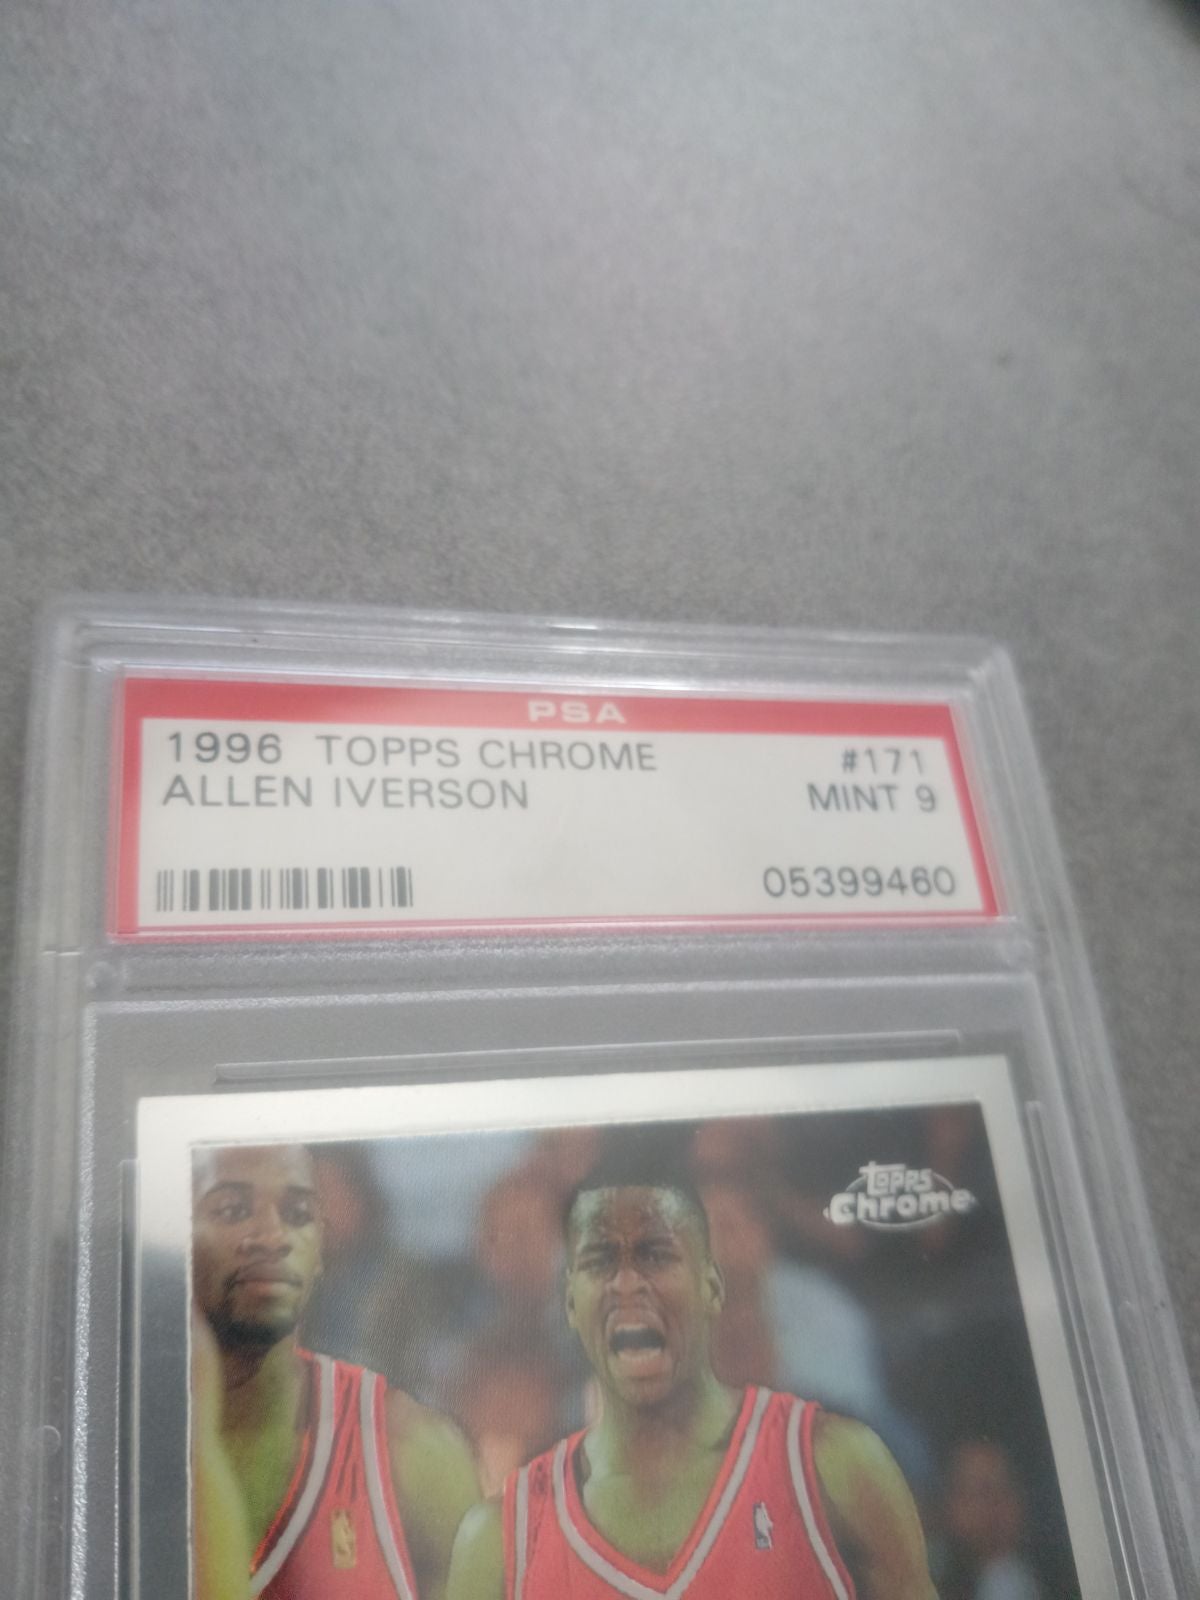 PSA
1996 TOPPS CHROME #171
ALLEN IVERSON MINT 9
05399460
TOPPS
Chrome